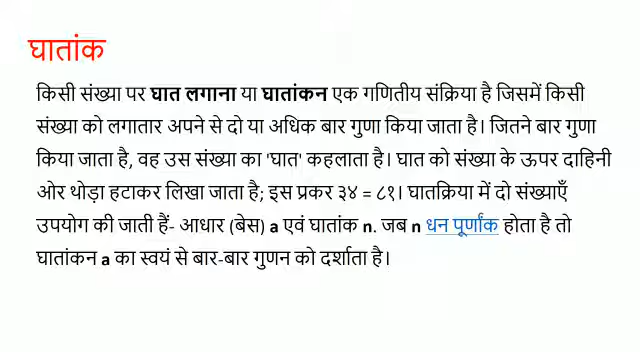 घातांक
किसी संख्या पर घात लगाना या घातांकन एक गणितीय संक्रिया है जिसमें किसी
संख्या को लगातार अपने से दो या अधिक बार गुणा किया जाता है। जितने बार गुणा
किया जाता है, वह उस संख्या का 'घात' कहलाता है। घात को संख्या के ऊपर दाहिनी
ओर थोड़ा हटाकर लिखा जाता है; इस प्रकर ३४ = ८१। घातक्रिया में दो संख्याएँ
उपयोग की जाती हैं- आधार (बेस) a एवं घातांक n. जब n धन पूर्णांक होता है तो
घातांकन a का स्वयं से बार-बार गुणन को दर्शाता है।